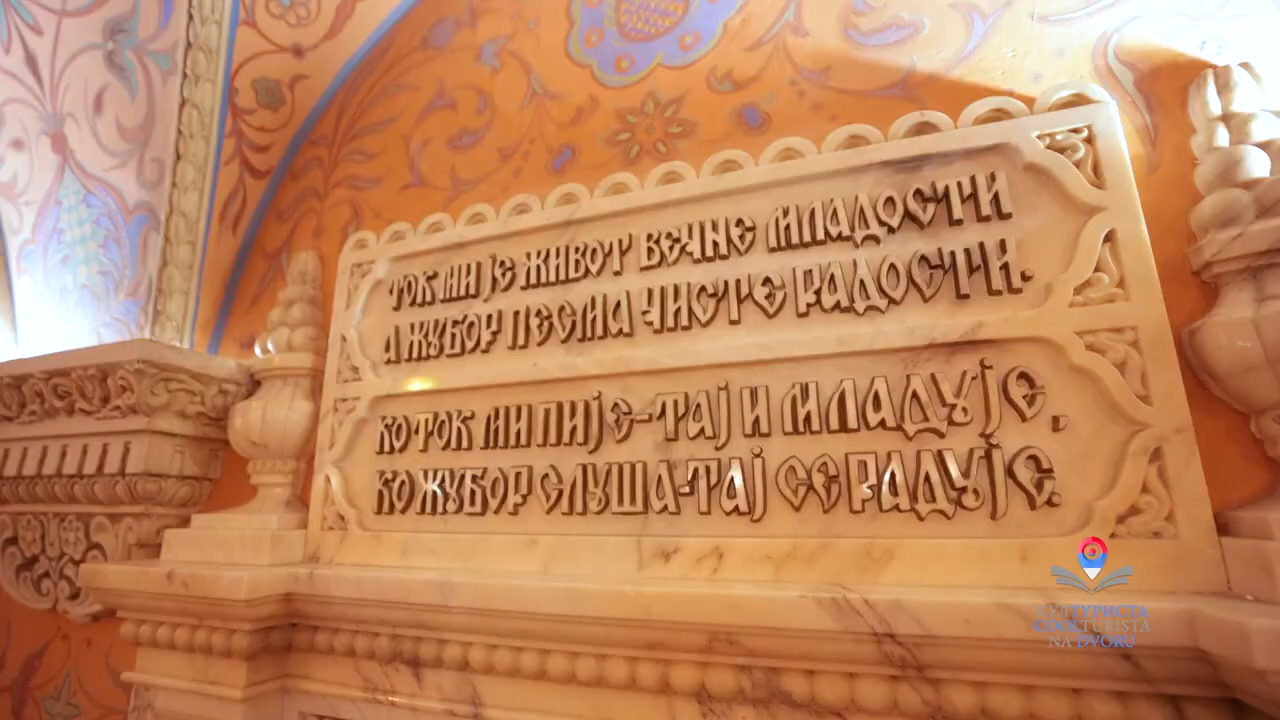 ТОК МИ ЈЕ ЖИВОТ ВЕЧНЕ МЛАДОСТИ
А ЖУБОР ПЕСМА ЧИСТЕ РАДОСТИ.
КО ТОК МИ ПИЈЕ-ТАЈ И МЛАДУЈЕ,
КО ЖУБОР СЛУША-ТАЈ СЕ РАДУЈЕ.
COOLTURISTA
NA DVORU